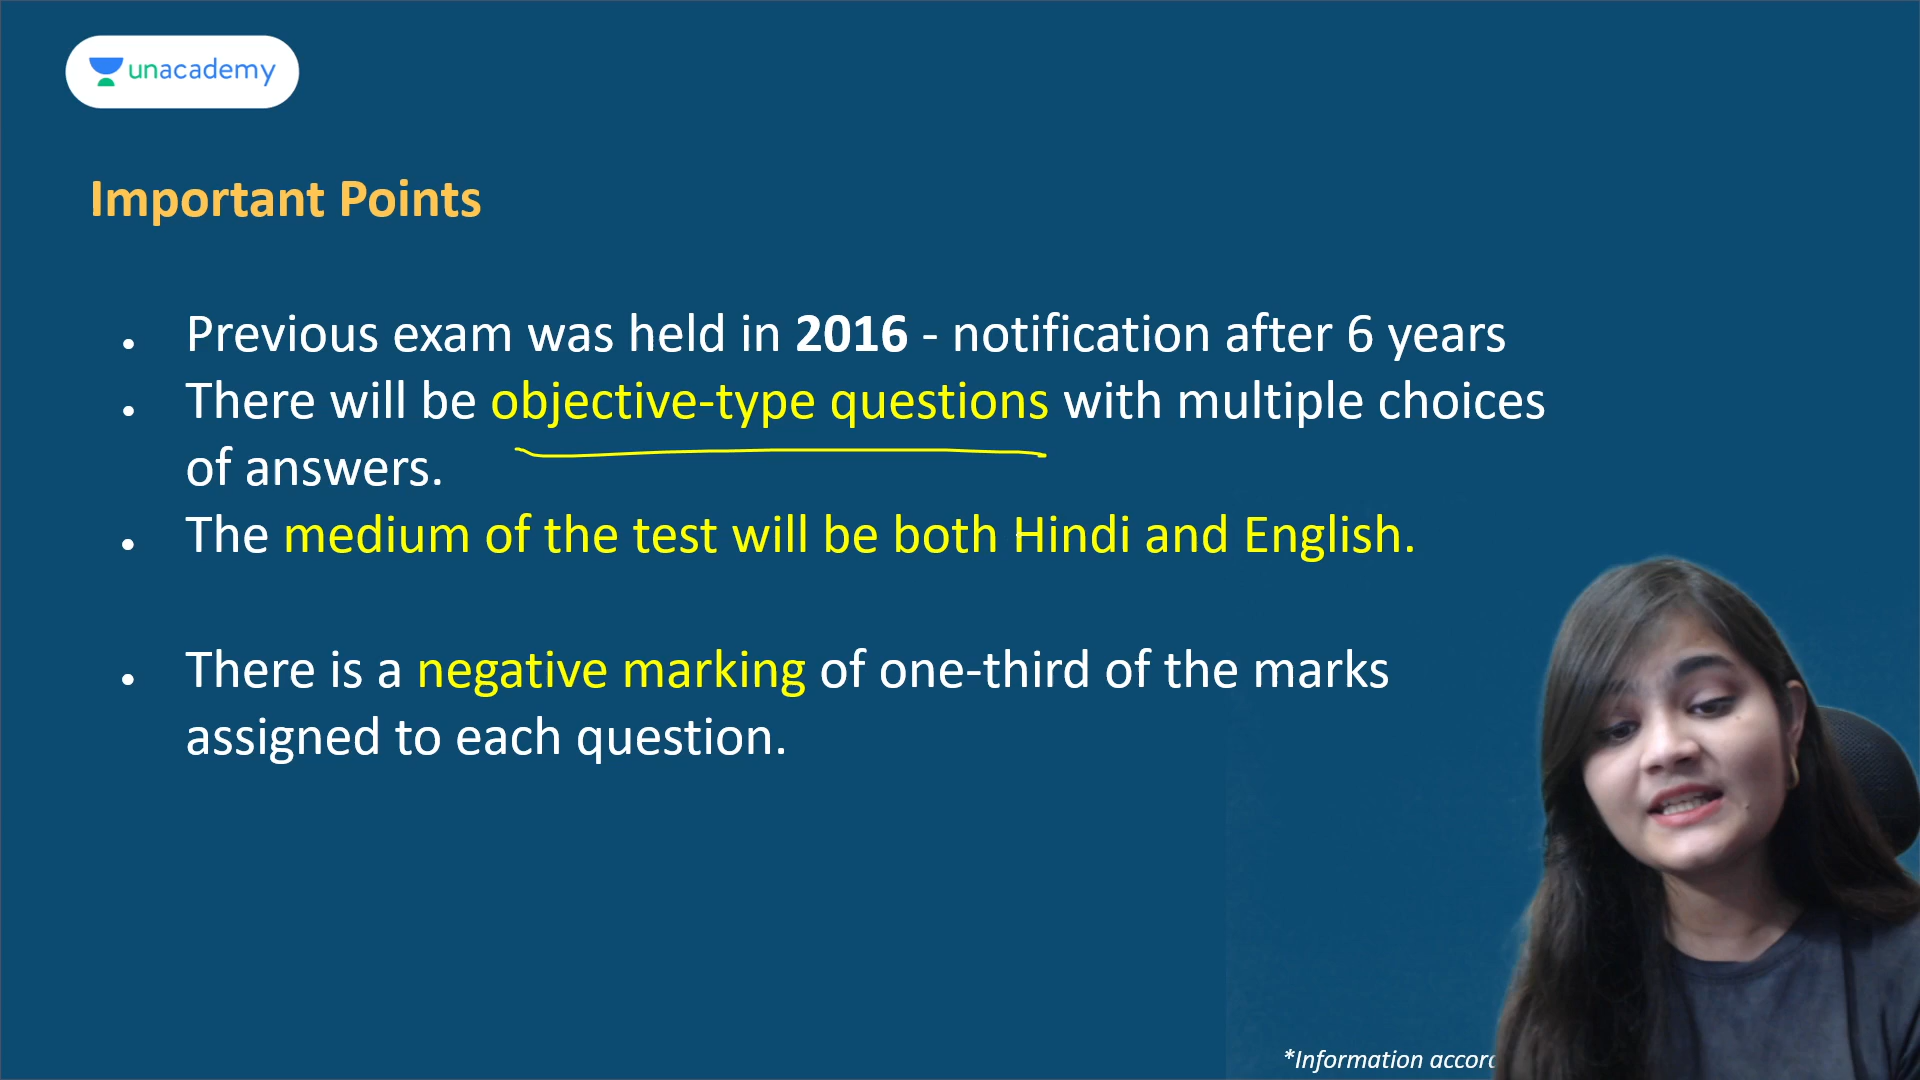 unacademy
Important Points
Previous exam was held in 2016 - notification after 6 years
There will be objective-type questions with multiple choices
of answers.
The medium of the test will be both Hindi and English.
There is a negative marking of one-third of the marks
assigned to each question.
*Information